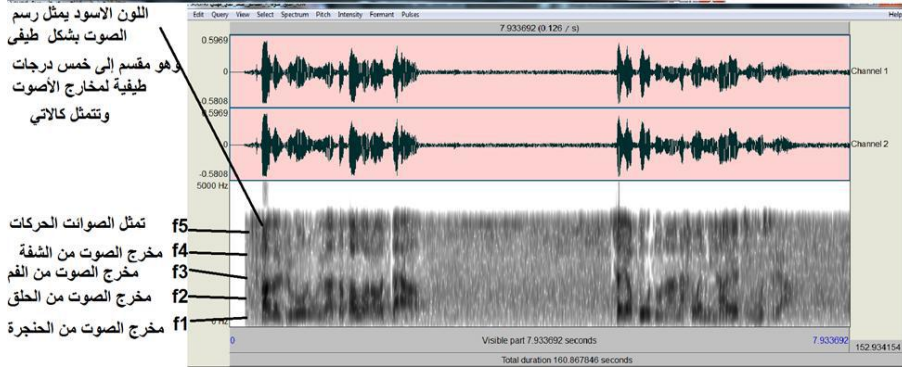 Edit Query View Select Spectrum Pitch Intensity Formant Pulses Help
اللون الاسود يمثل رسم
الصوت بشكل طيفى
وهو مقسم إلى خمس درجات
طيفية لمخارج الأصوت
وتتمثل كالاتي
7.933692 (0.126 / s)
0.5969
0
0.5808
Channel 1
0.5969
0
-0.5808
Channel 2
5000 Hz
تمثل الصوائت الحركات f5
مخرج الصوت من الشفة f4
مخرج الصوت من الفم f3
مخرج الصوت من الحلق f2
مخرج الصوت من الحنجرة f1
0 Hz
0 Visible part 7.933692 seconds 7.933692
152.934154
Total duration 160.867846 seconds